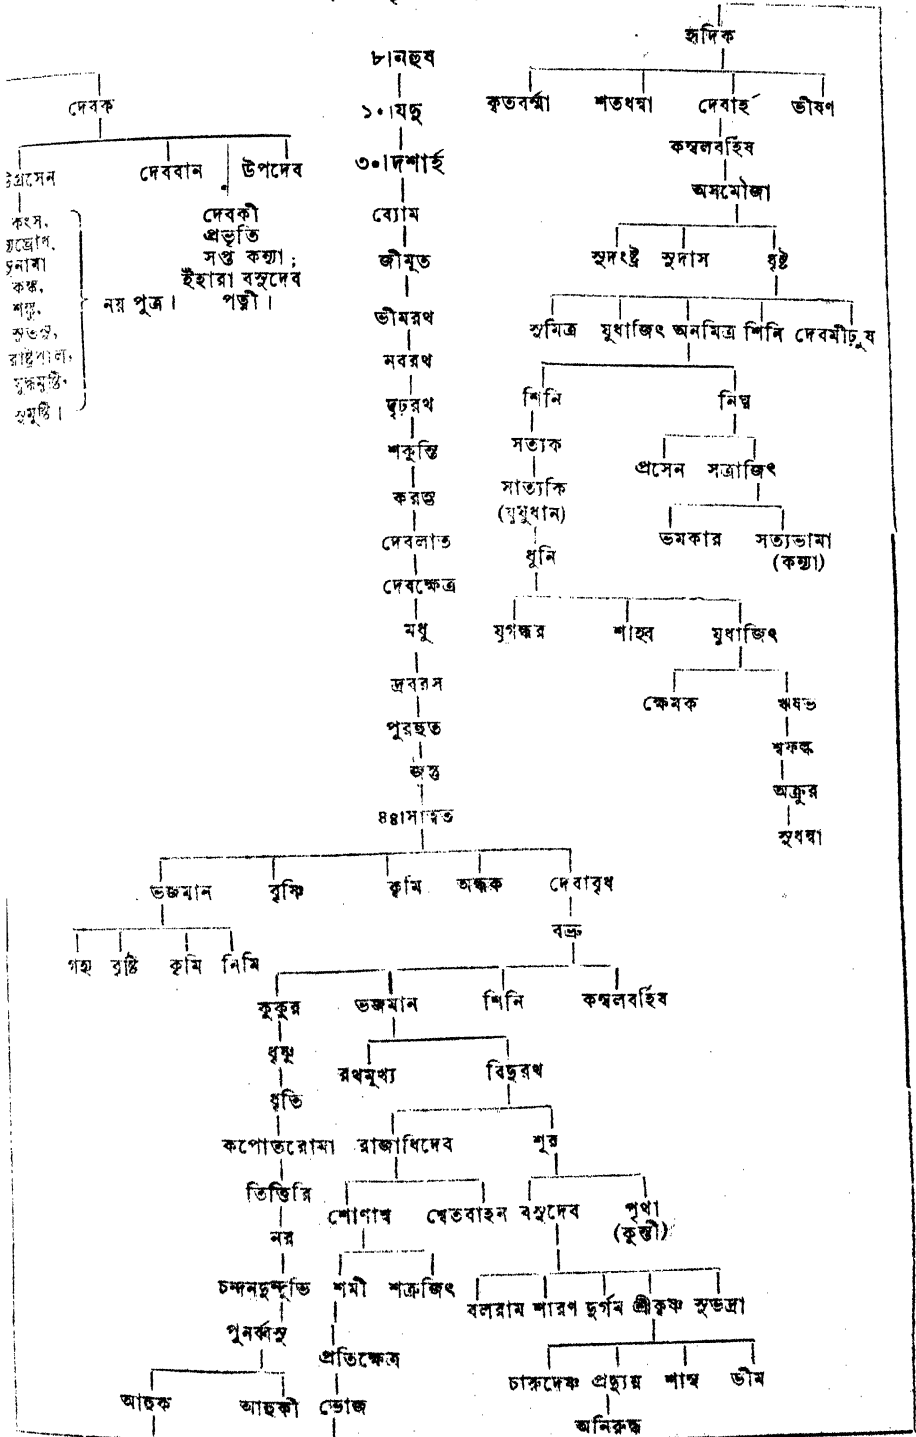 ৮।নহুষ
১০।যদু
৩০।দশার্হ
ব্যোম
জীমূত
ভীমরথ
নবরথ
দৃঢ়রথ
শকুন্তি
করম্ভ
দেবলাত
দেবক্ষেত্র
মধু
দ্রবরস
পুরহুত
জন্তু
৪৪।সাত্বত
দেবক
উগ্রসেন দেববান উপদেব
কংস,
কঙ্ক,
শঙ্কু,
রাষ্ট্রপাল,
যুদ্ধমুষ্টি,
সুমুষ্টি।
নয় পুত্র।
দেবকী
প্রভৃতি
সপ্ত কন্যা ;
ইঁহারা বসুদেব
পত্নী।
হৃদিক
কৃতবর্ম্মা শতধন্বা দেবার্হ ভীষণ
কম্বলবর্হিষ
অসমৌজা
সুদংষ্ট্র সুদাস ধৃষ্ট
সুমিত্র যুধাজিৎ অনমিত্র শিনি দেবমীঢ়ুষ
শিনি নিঘ্ন
সত্যক প্রসেন সত্রাজিৎ
সাত্যকি
(যুযুধান) ভমকার সত্যভামা
ধুনি (কন্যা)
যুগন্ধর শাহ্ব যুধাজিৎ
ক্ষেমক ঋষভ
শ্বফল্ক
অক্রুর
সুধন্বা
ভজমান বৃষ্ণি কৃমি অন্ধক দেবাবৃধ
বভ্রু
গহ্য বৃষ্টি কৃমি নিমি
কুকুর ভজমান শিনি কম্বলবর্হিষ
ধৃষ্ণু রথমুখ্য বিদুরথ
ধৃতি
কপোতরোমা রাজাধিদেব শূর
তিত্তিরি শোণাশ্ব শ্বেতবাহন বসুদেব পৃথা
(কুন্তী)
নর
চন্দনদুন্দুভি শমী শত্রুজিৎ
বলরাম শারণ দুর্গম শ্রীকৃষ্ণ সুভদ্রা
পুনর্ব্বসু
প্রতিক্ষেত্র চারুদেষ্ণ প্রদ্যুম্ন শাম্ব ভীম
আহুক আহুকী ভোজ
অনিরুদ্ধ